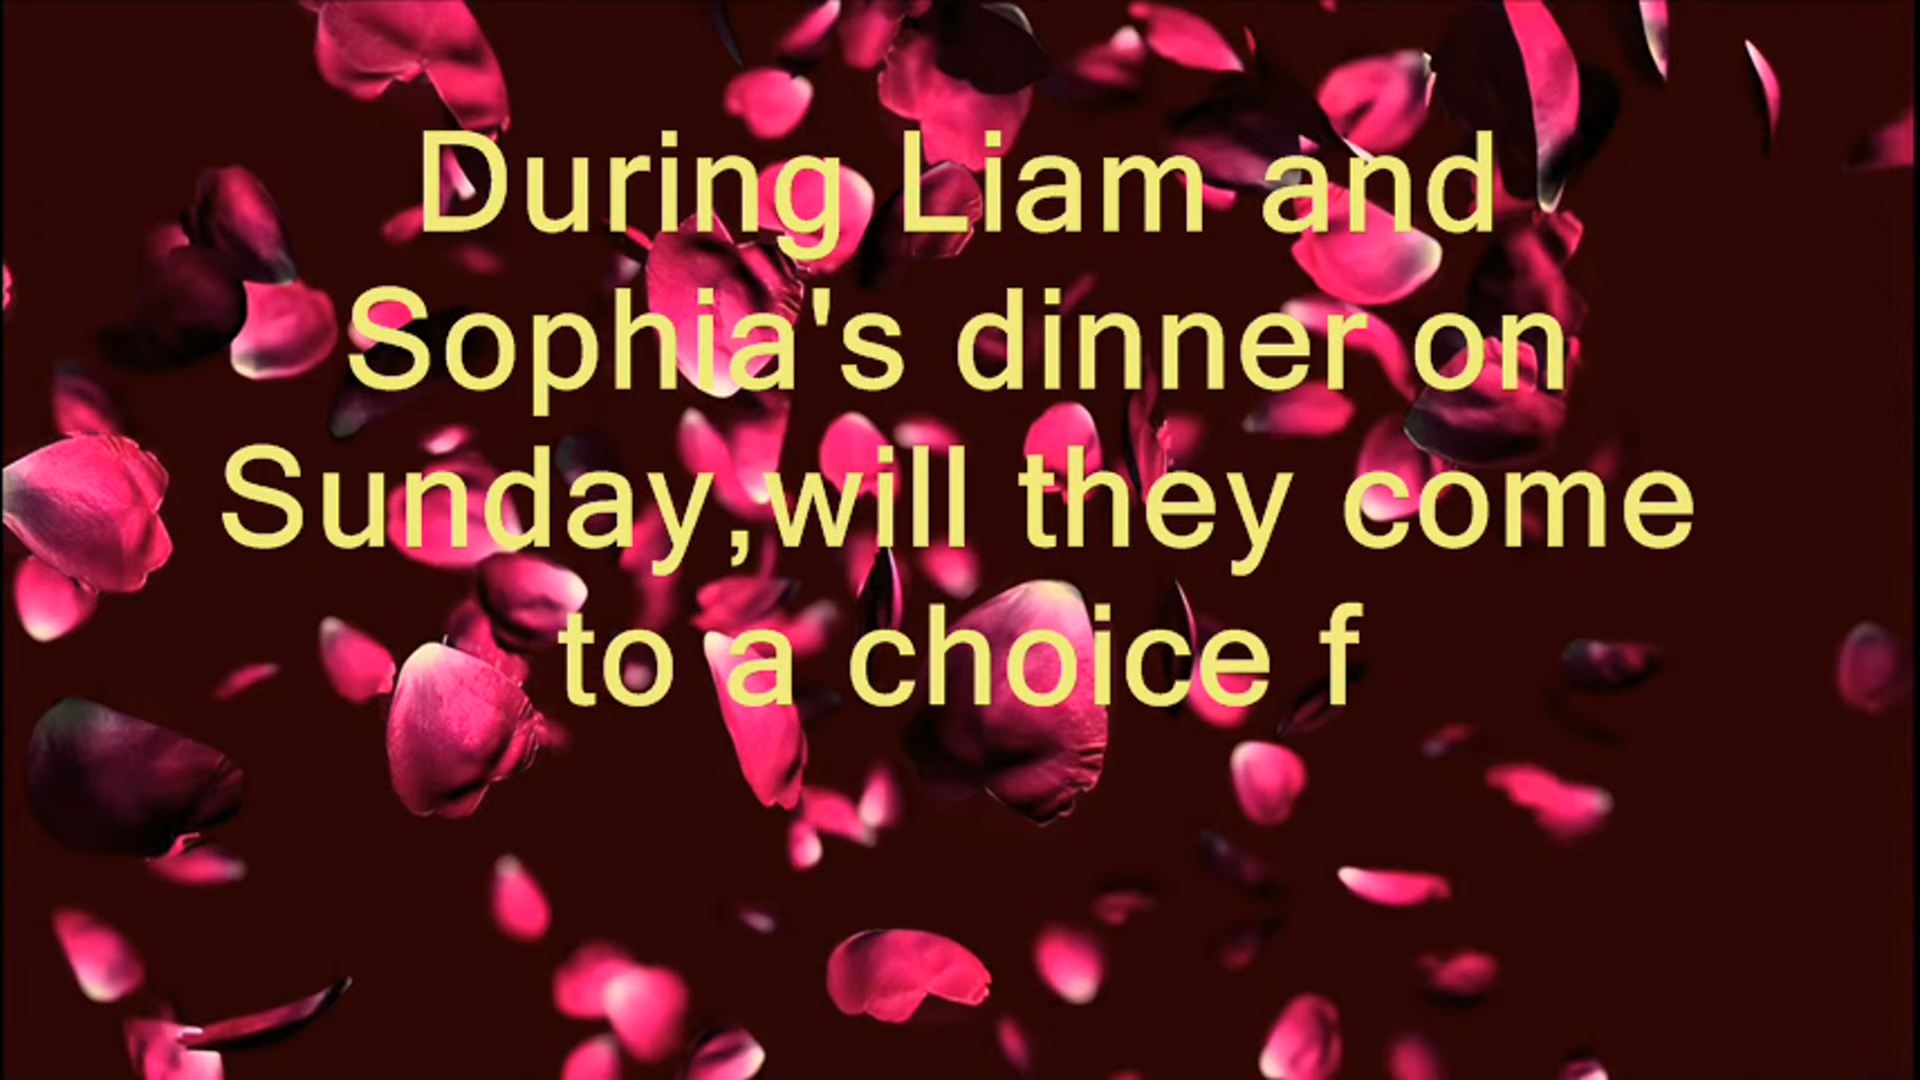 During Liam and
Sophia's dinner on
Sunday,will they come
to a choice f